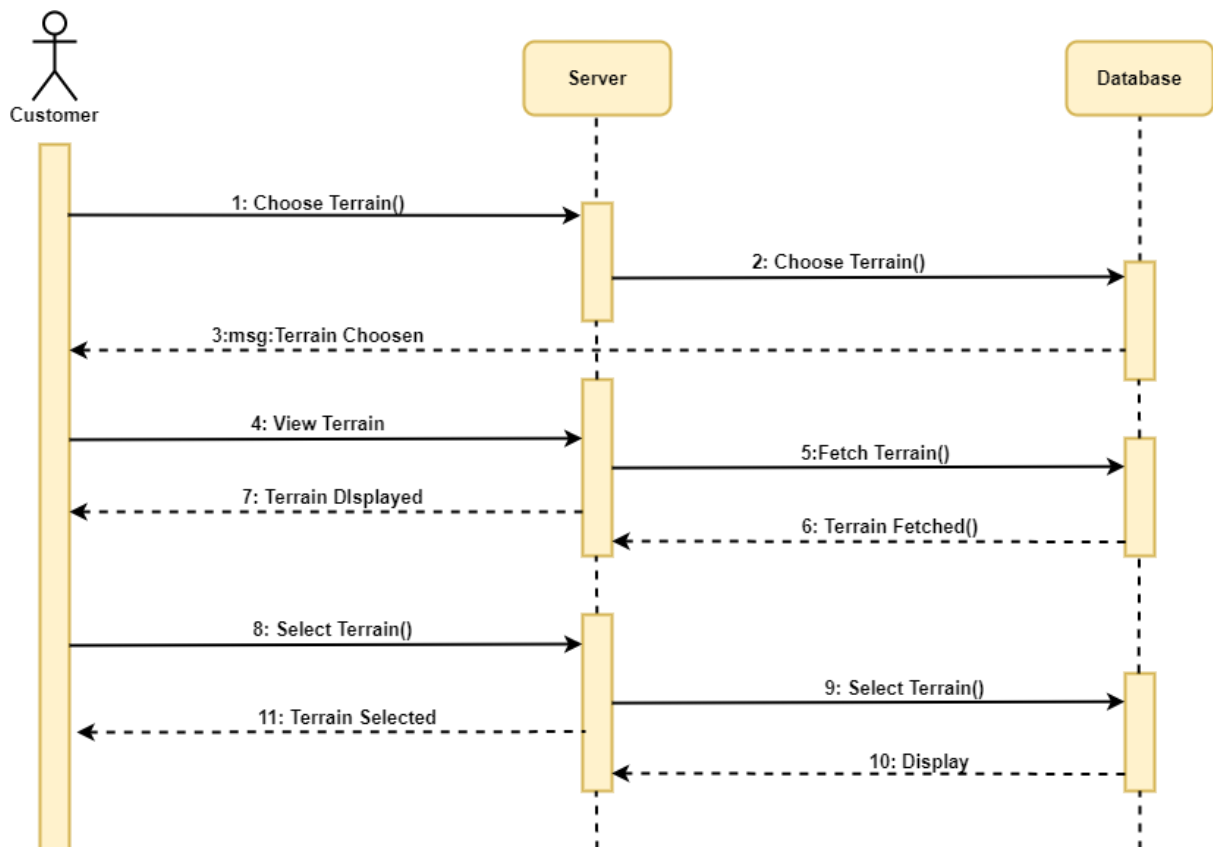 Customer
Server
Database
1: Choose Terrain()
2: Choose Terrain()
3:msg:Terrain Choosen
4: View Terrain
5:Fetch Terrain()
7: Terrain DIsplayed
6: Terrain Fetched()
8: Select Terrain()
9: Select Terrain()
11: Terrain Selected
10: Display